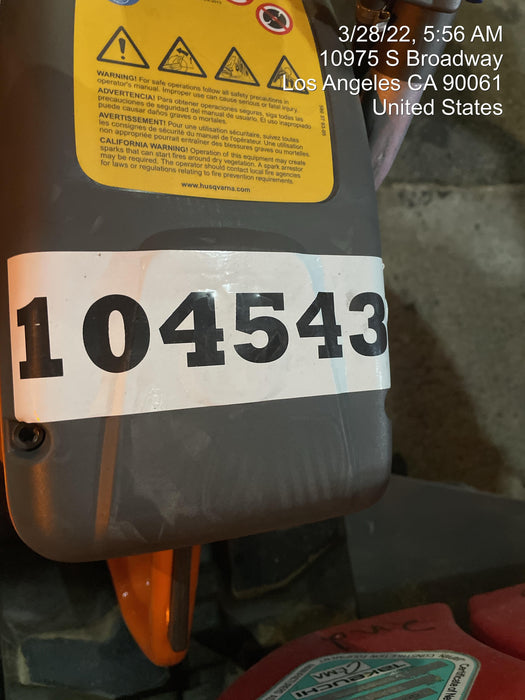 3/28/22, 5:56 AM
10975 S Broadway
Los Angeles CA 90061
United States
WARNING! For safe operations follow all safety precautions in
operator's manual. Improper use can cause serious or fatal injury.
ADVERTENCIA! Para obtener operaciones seguras, siga todas las
precauciones de seguridad del manual de usuario. El uso inapropiado
puede causar daños graves o mortales.
AVERTISSEMENT! Pour une utilisation sécuritaire, suivez toutes
les consignes de sécurité du manuel de l'opérateur. Une utilisation
non appropriée pourrait entraîner des blessures graves ou mortelles.
CALIFORNIA WARNING! Operation of this equipment may create
sparks that can start fires around dry vegetation. A spark arrestor
may be required. The operator should contact local fire agencies
for laws or regulations relating to fire prevention requirements.
www.husqvarna.com
104543
TAKEUCHI
CMA
Certificate of